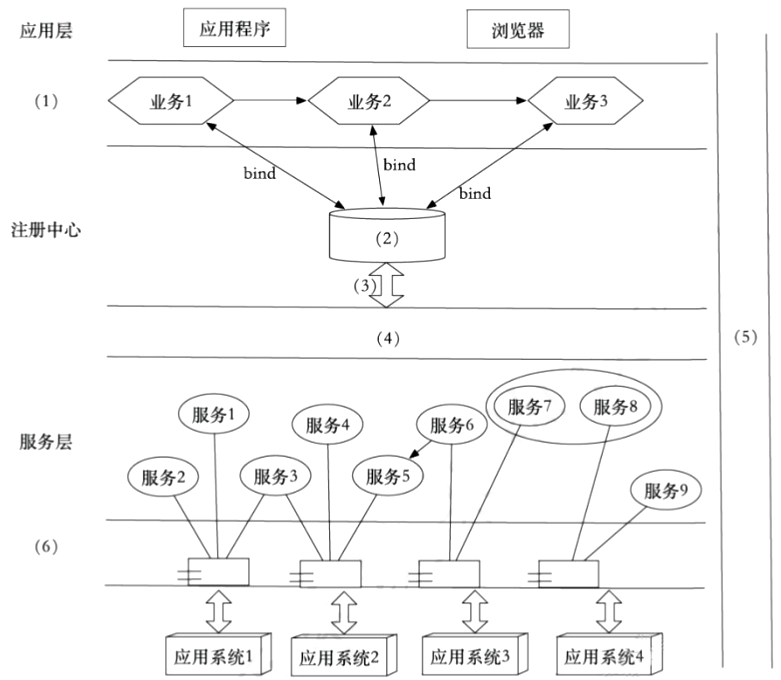 应用层
应用程序
浏览器
(1)
业务1
业务2
业务3
bind
bind
bind
注册中心
(2)
(3)
(4)
(5)
服务层
服务1
服务2
服务3
服务4
服务5
服务6
服务7
服务8
服务9
(6)
应用系统1
应用系统2
应用系统3
应用系统4